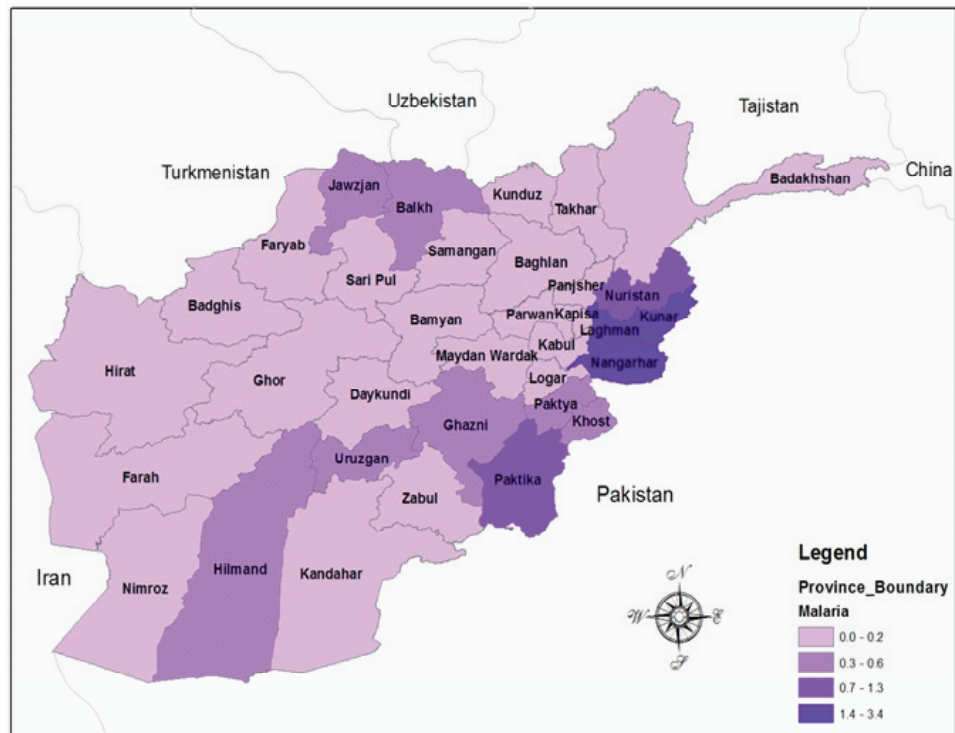 Uzbekistan
Tajistan
Turkmenistan
China
Badakhshan
Jawzjan
Balkh
Kunduz
Takhar
Faryab
Samangan
Baghlan
Sari Pul
Panjsher
Nuristan
Badghis
Bamyan
Parwan
Kapisa
Kunar
Laghman
Kabul
Maydan Wardak
Nangarhar
Hirat
Ghor
Logar
Daykundi
Paktya
Ghazni
Khost
Uruzgan
Farah
Paktika
Zabul
Pakistan
Hilmand
Kandahar
Iran
Nimroz
N
W
E
S
Legend
Province_Boundary
Malaria
0.0 - 0.2
0.3 - 0.6
0.7 - 1.3
1.4 - 3.4